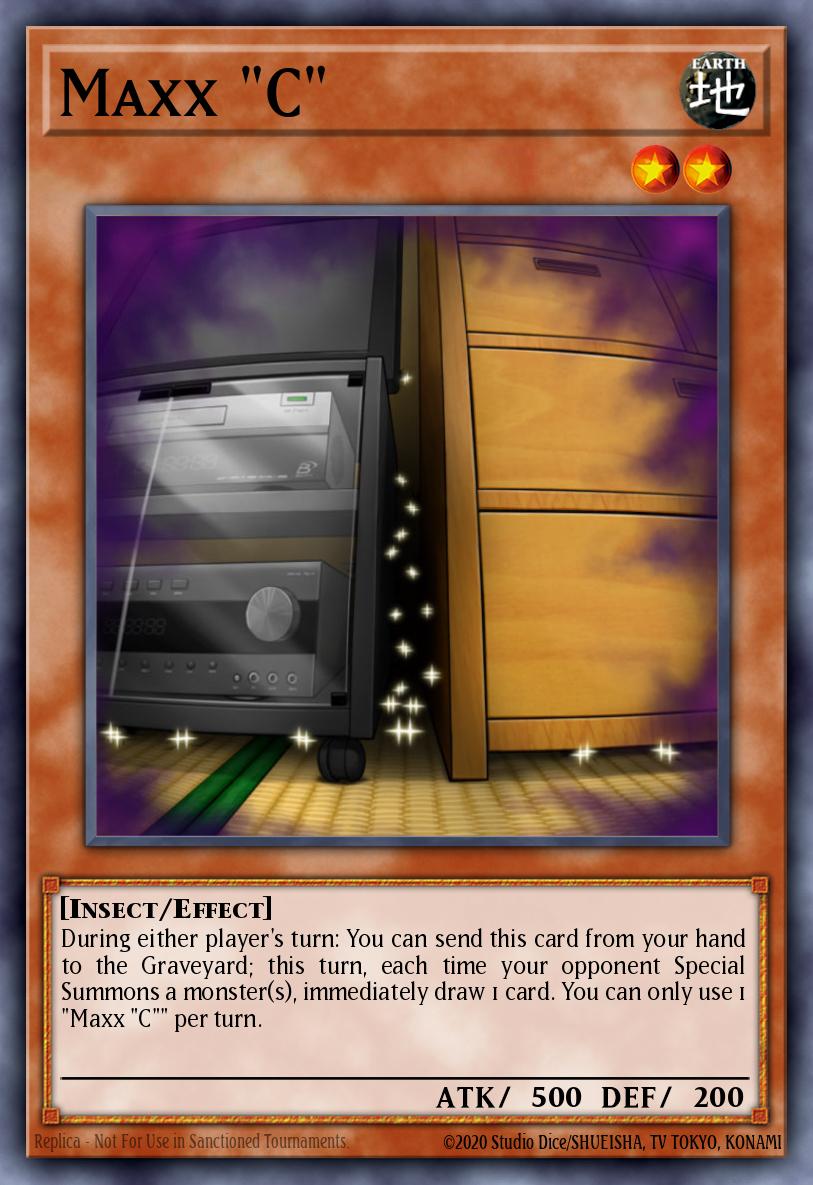 Maxx "C"
EARTH
地
[Insect/Effect]
During either player's turn: You can send this card from your hand
to the Graveyard; this turn, each time your opponent Special
Summons a monster(s), immediately draw 1 card. You can only use 1
"Maxx "C"" per turn.
ATK/ 500 DEF/ 200
Replica - Not For Use in Sanctioned Tournaments.
©2020 Studio Dice/SHUEISHA, TV TOKYO, KONAMI